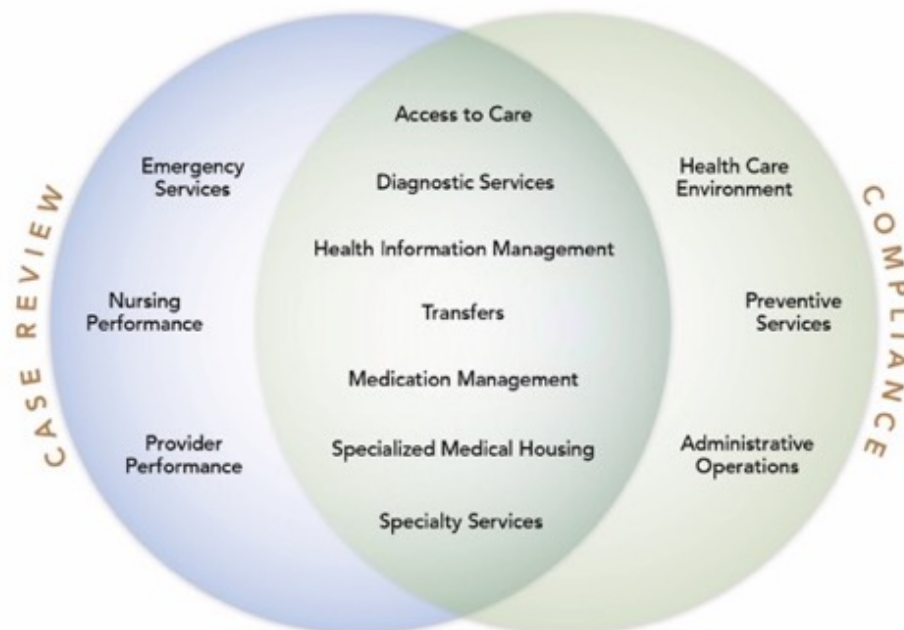 CASE REVIEW
Emergency
Services
Nursing
Performance
Provider
Performance
Access to Care
Diagnostic Services
Health Information Management
Transfers
Medication Management
Specialized Medical Housing
Specialty Services
Health Care
Environment
Preventive
Services
Administrative
Operations
COMPLIANCE